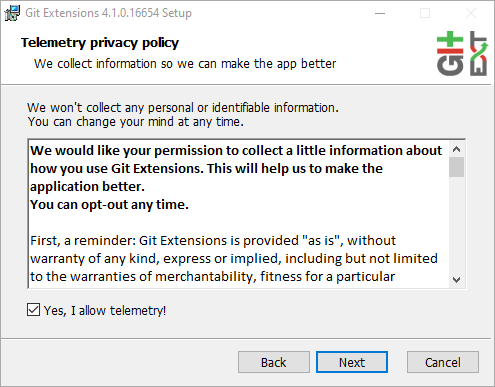 Git Extensions 4.1.0.16654 Setup
Telemetry privacy policy
We collect information so we can make the app better
Git
EXT
We won't collect any personal or identifiable information.
You can change your mind at any time.
We would like your permission to collect a little information about
how you use Git Extensions. This will help us to make the
application better.
You can opt-out any time.
First, a reminder: Git Extensions is provided "as is", without
warranty of any kind, express or implied, including but not limited
to the warranties of merchantability, fitness for a particular
Yes, I allow telemetry!
Back
Next
Cancel